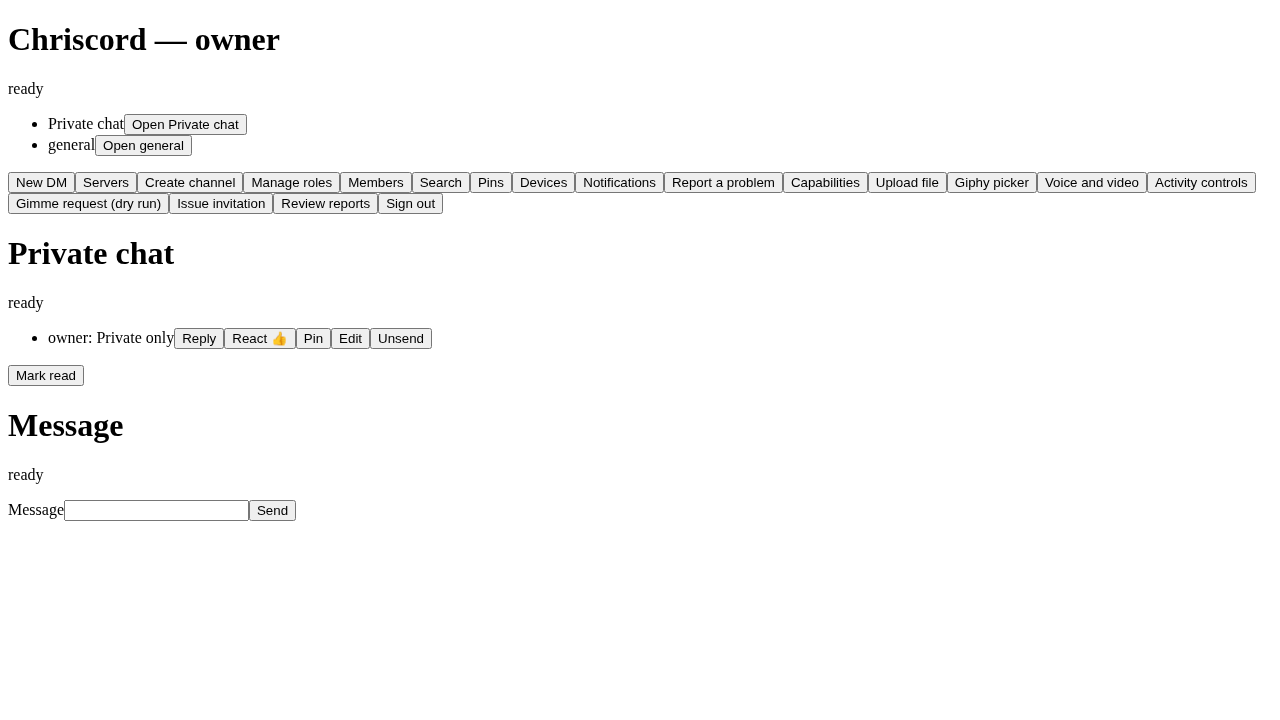 Chriscord — owner
ready
Private chat Open Private chat
general Open general
New DM Servers Create channel Manage roles Members Search Pins Devices Notifications Report a problem Capabilities Upload file Giphy picker Voice and video Activity controls
Gimme request (dry run) Issue invitation Review reports Sign out
Private chat
ready
owner: Private only Reply React 👍 Pin Edit Unsend
Mark read
Message
ready
Message Send